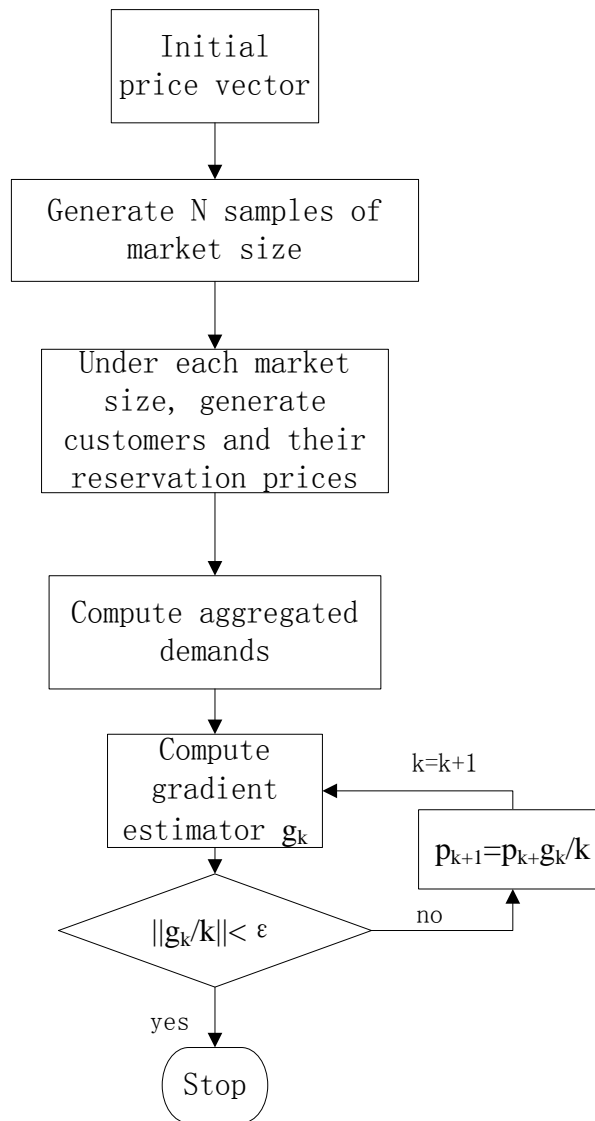 Initial
price vector
Generate N samples of
market size
Under each market
size, generate
customers and their
reservation prices
Compute aggregated
demands
Compute
gradient
estimator gₖ
k=k+1
pₖ₊₁=pₖ₊gₖ/k
||gₖ/k||< ε
no
yes
Stop